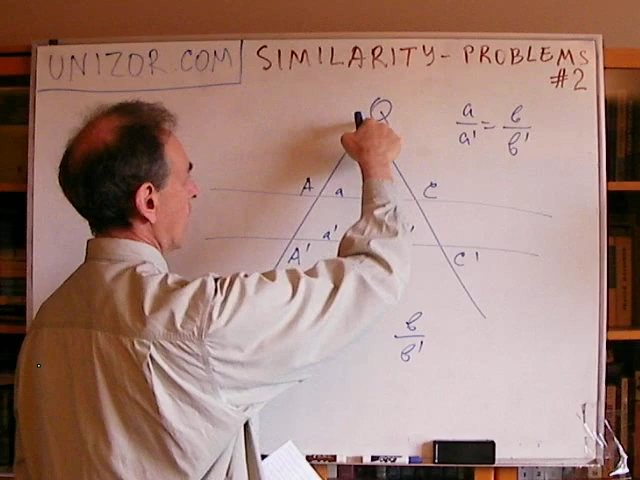 UNIZOR.COM
SIMILARITY - PROBLEMS
#2
Q
a/a' = b/b'
A a C
a' '
A' C'
b/b'